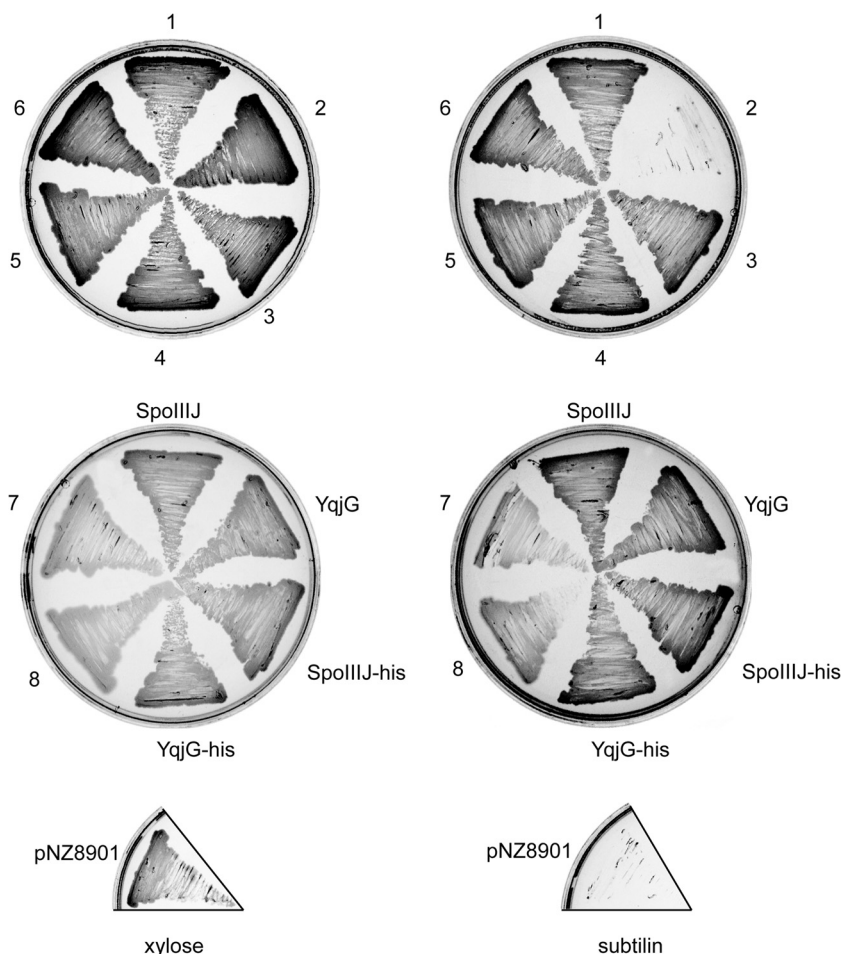 1
1
6
2
6
2
5
3
5
3
4
4
SpoIIIJ
SpoIIIJ
7
YqjG
7
YqjG
8
SpoIIIJ-his
8
SpoIIIJ-his
YqjG-his
YqjG-his
pNZ8901
pNZ8901
xylose
subtilin